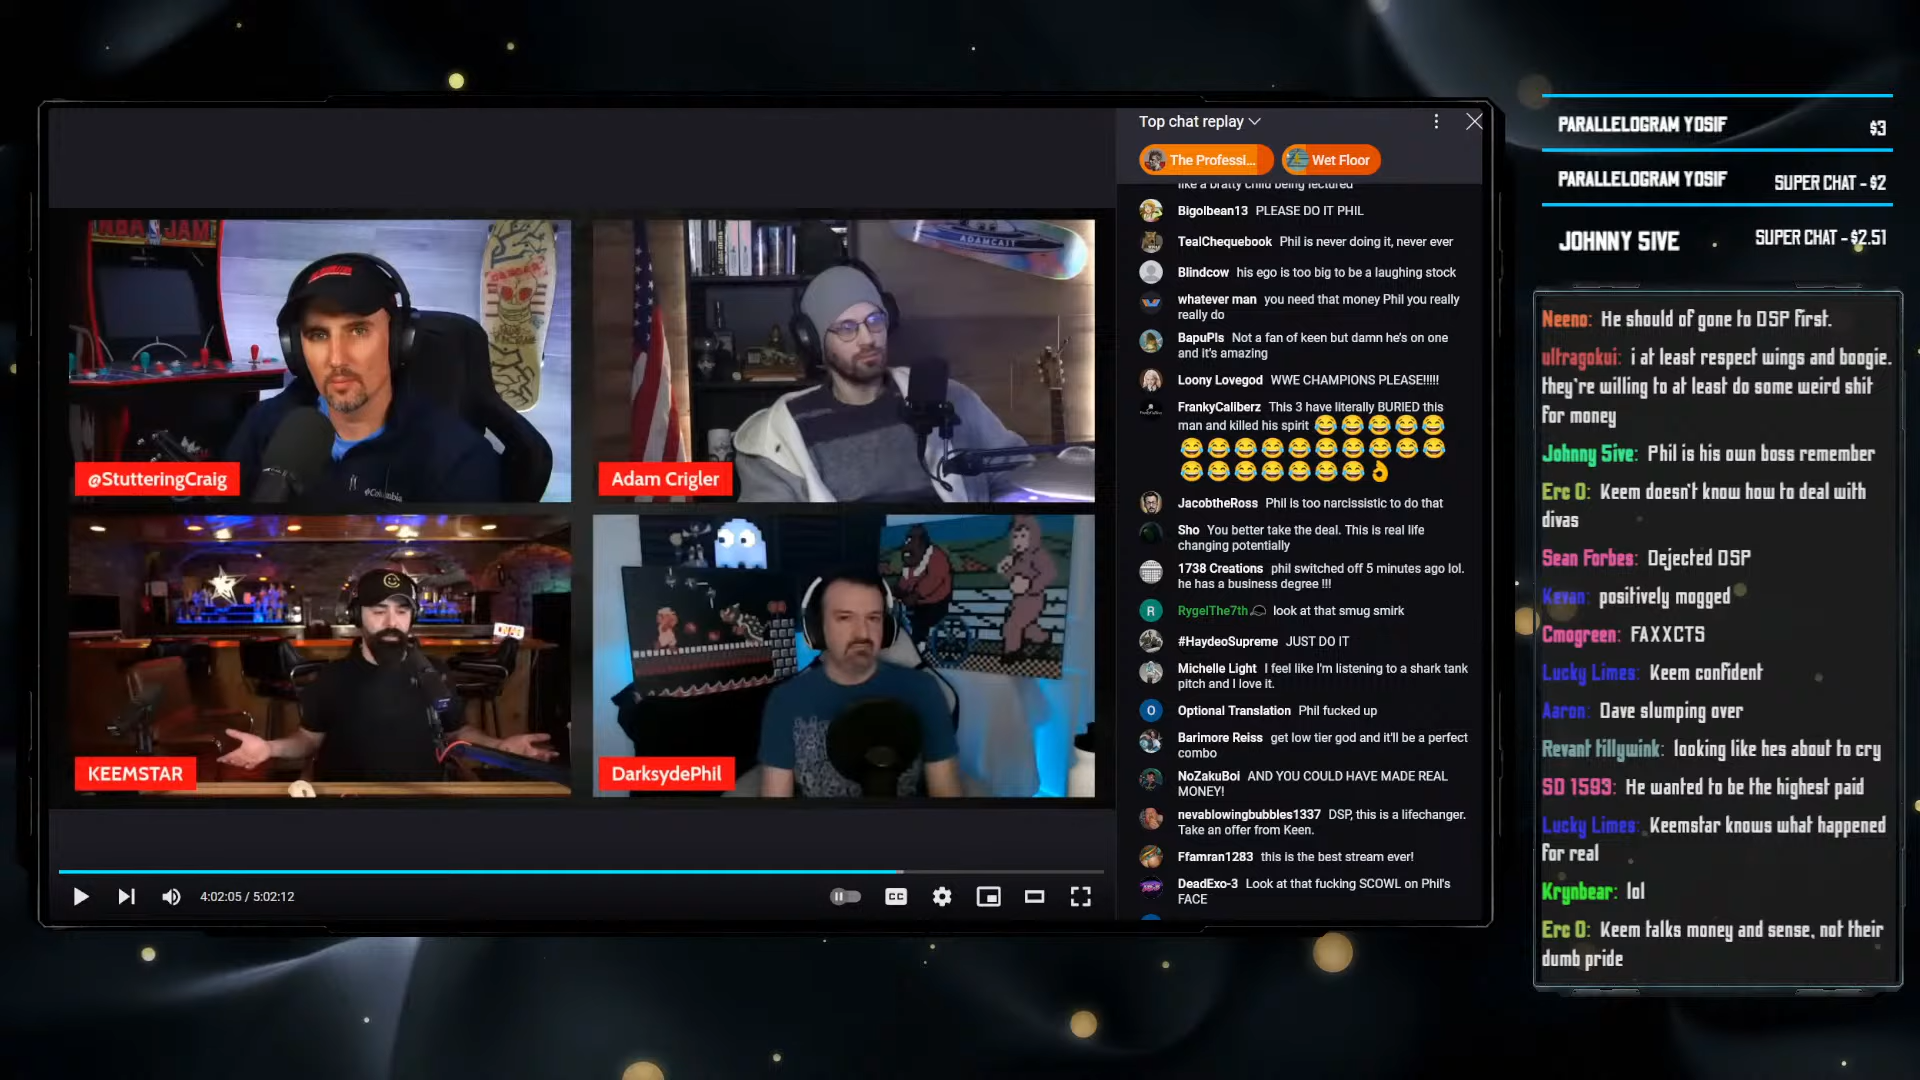 NBA JAM
@StutteringCraig
ADAMCAST
Adam Crigler
KEEMSTAR
DarksydePhil
4:02:05 / 5:02:12
CC
Top chat replay
The Professi...
Wet Floor
like a bratty child being lectured
Bigolbean13 PLEASE DO IT PHIL
TealChequebook Phil is never doing it, never ever
Blindcow his ego is too big to be a laughing stock
whatever man you need that money Phil you really
really do
BapuPls Not a fan of keen but damn he's on one
and it's amazing
Loony Lovegod WWE CHAMPIONS PLEASE!!!!!
FrankyCaliberz This 3 have literally BURIED this
man and killed his spirit 😂😂😂😂😂
😂😂😂😂😂😂😂😂😂😂
😂😂😂😂😂😂😂👌
JacobtheRoss Phil is too narcissistic to do that
Sho You better take the deal. This is real life
changing potentially
1738 Creations phil switched off 5 minutes ago lol.
he has a business degree !!!
R
RygelThe7th look at that smug smirk
#HaydeoSupreme JUST DO IT
Michelle Light I feel like I'm listening to a shark tank
pitch and I love it.
O
Optional Translation Phil fucked up
Barimore Reiss get low tier god and it'll be a perfect
combo
NoZakuBoi AND YOU COULD HAVE MADE REAL
MONEY!
nevablowingbubbles1337 DSP, this is a lifechanger.
Take an offer from Keen.
Ffamran1283 this is the best stream ever!
DeadExo-3 Look at that fucking SCOWL on Phil's
FACE
PARALLELOGRAM YOSIF $3
PARALLELOGRAM YOSIF SUPER CHAT - $2
JOHNNY 5IVE SUPER CHAT - $2.51
Neeno: He should of gone to DSP first.
ultragokui: i at least respect wings and boogie.
they're willing to at least do some weird shit
for money
Johnny 5ive: Phil is his own boss remember
Erc O: Keem doesn't know how to deal with
divas
Sean Forbes: Dejected DSP
Kevan: positively mogged
Cmogreen: FAXXCTS
Lucky Limes: Keem confident
Aaron: Dave slumping over
Revant tillywink: looking like hes about to cry
SD 1593: He wanted to be the highest paid
Lucky Limes: Keemstar knows what happened
for real
Krynbear: lol
Erc O: Keem talks money and sense, not their
dumb pride